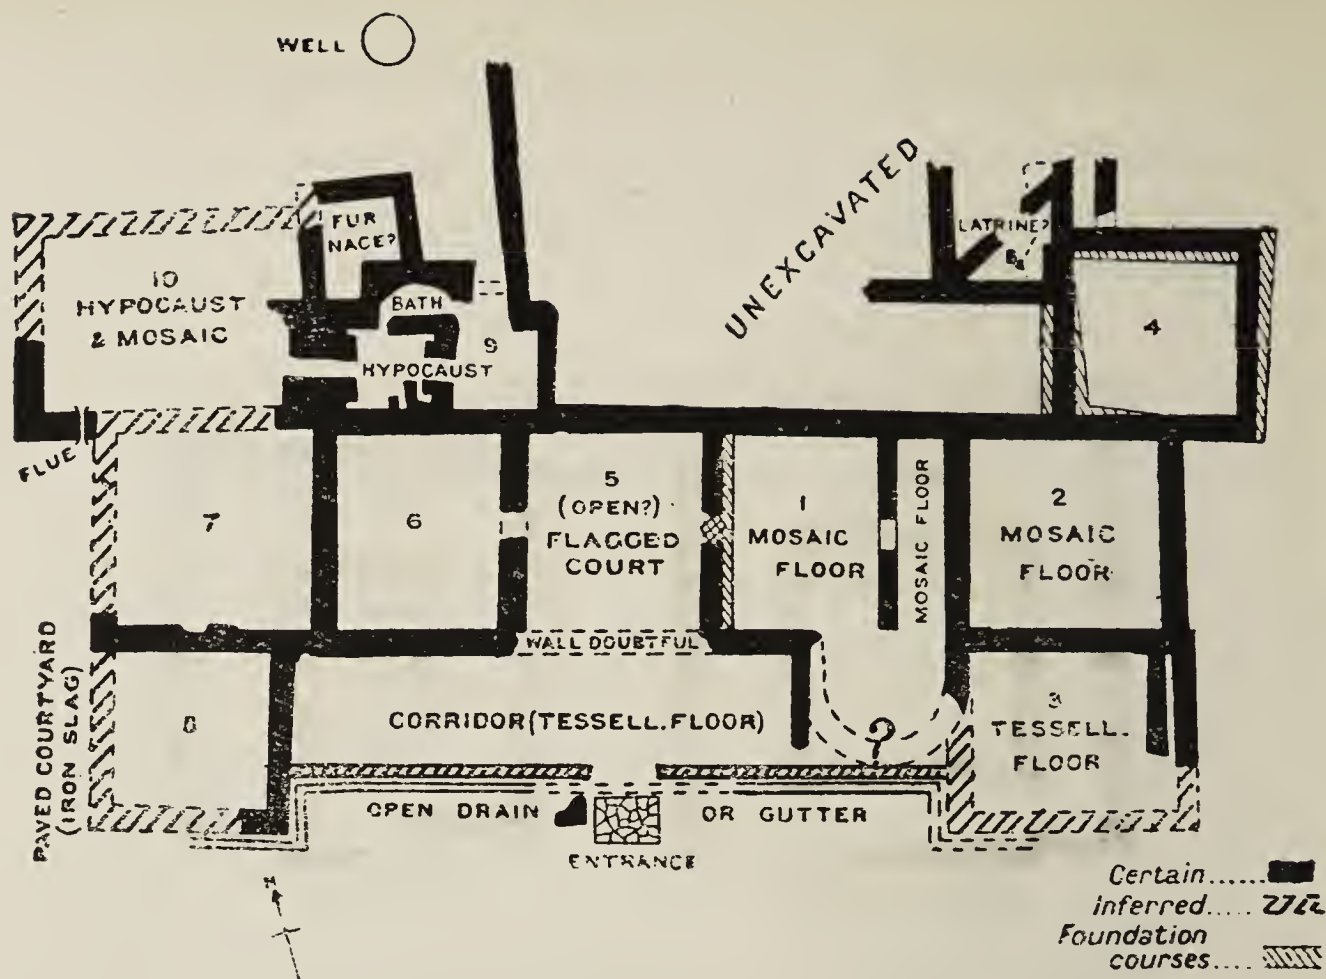 WELL
UNEXCAVATED
FUR
NACE?
LATRINE?
10
HYPOCAUST
& MOSAIC
BATH
9
HYPOCAUST
4
FLUE
7
6
5
(OPEN?)
FLAGGED
COURT
1
MOSAIC
FLOOR
MOSAIC FLOOR
2
MOSAIC
FLOOR
WALL DOUBTFUL
PAVED COURTYARD
(IRON SLAG)
8
CORRIDOR (TESSELL. FLOOR)
?
3
TESSELL.
FLOOR
OPEN DRAIN
OR GUTTER
ENTRANCE
N
Certain......
Inferred.....
Foundation
courses......